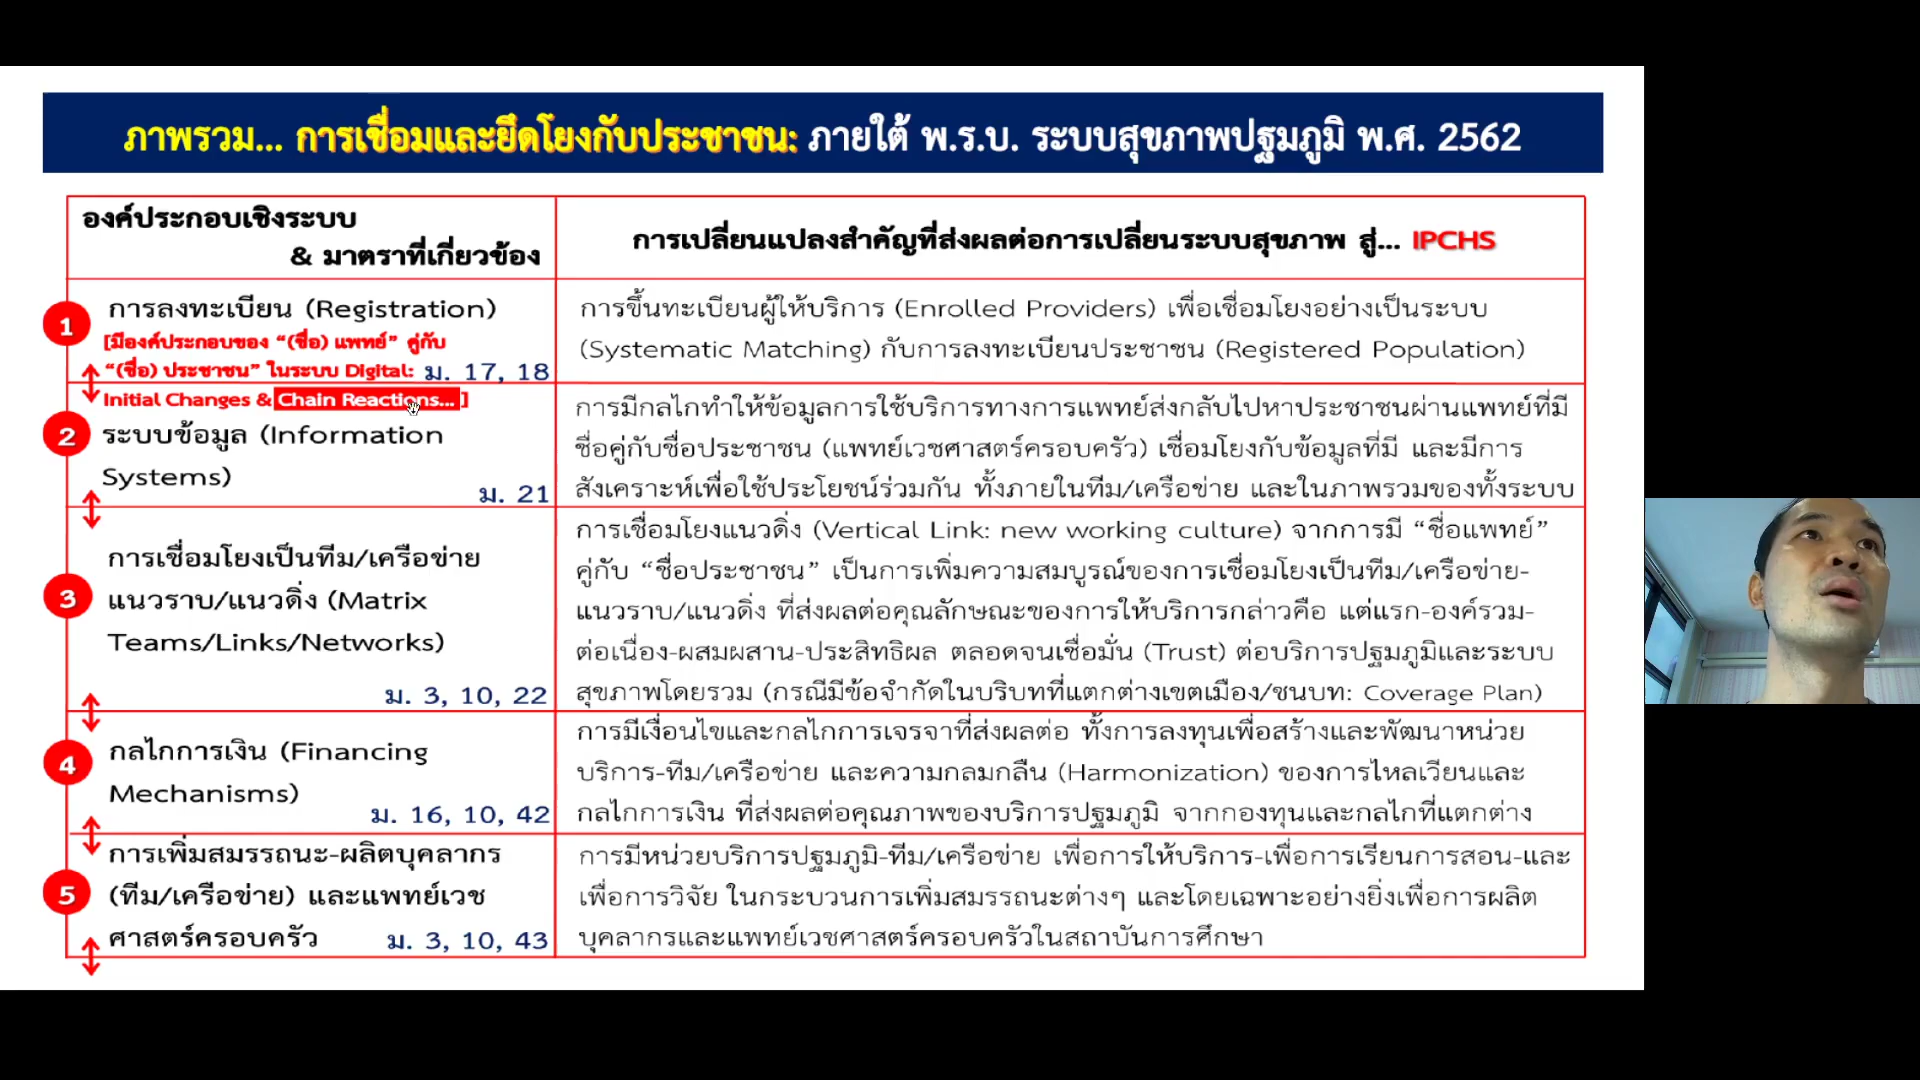 ภาพรวม... การเชื่อมและยึดโยงกับประชาชน: ภายใต้ พ.ร.บ. ระบบสุขภาพปฐมภูมิ พ.ศ. 2562
องค์ประกอบเชิงระบบ
& มาตราที่เกี่ยวข้อง
การเปลี่ยนแปลงสำคัญที่ส่งผลต่อการเปลี่ยนระบบสุขภาพ สู่... IPCHS
1
การลงทะเบียน (Registration)
[มีองค์ประกอบของ “(ชื่อ) แพทย์” คู่กับ
“(ชื่อ) ประชาชน” ในระบบ Digital: ม. 17, 18
Initial Changes & Chain Reactions...]
การขึ้นทะเบียนผู้ให้บริการ (Enrolled Providers) เพื่อเชื่อมโยงอย่างเป็นระบบ
(Systematic Matching) กับการลงทะเบียนประชาชน (Registered Population)
2
ระบบข้อมูล (Information
Systems)
ม. 21
การมีกลไกทำให้ข้อมูลการใช้บริการทางการแพทย์ส่งกลับไปหาประชาชนผ่านแพทย์ที่มี
ชื่อคู่กับชื่อประชาชน (แพทย์เวชศาสตร์ครอบครัว) เชื่อมโยงกับข้อมูลที่มี และมีการ
สังเคราะห์เพื่อใช้ประโยชน์ร่วมกัน ทั้งภายในทีม/เครือข่าย และในภาพรวมของทั้งระบบ
3
การเชื่อมโยงเป็นทีม/เครือข่าย
แนวราบ/แนวดิ่ง (Matrix
Teams/Links/Networks)
ม. 3, 10, 22
การเชื่อมโยงแนวดิ่ง (Vertical Link: new working culture) จากการมี “ชื่อแพทย์”
คู่กับ “ชื่อประชาชน” เป็นการเพิ่มความสมบูรณ์ของการเชื่อมโยงเป็นทีม/เครือข่าย-
แนวราบ/แนวดิ่ง ที่ส่งผลต่อคุณลักษณะของการให้บริการกล่าวคือ แต่แรก-องค์รวม-
ต่อเนื่อง-ผสมผสาน-ประสิทธิผล ตลอดจนเชื่อมั่น (Trust) ต่อบริการปฐมภูมิและระบบ
สุขภาพโดยรวม (กรณีมีข้อจำกัดในบริบทที่แตกต่างเขตเมือง/ชนบท: Coverage Plan)
4
กลไกการเงิน (Financing
Mechanisms)
ม. 16, 10, 42
การมีเงื่อนไขและกลไกการเจรจาที่ส่งผลต่อ ทั้งการลงทุนเพื่อสร้างและพัฒนาหน่วย
บริการ-ทีม/เครือข่าย และความกลมกลืน (Harmonization) ของการไหลเวียนและ
กลไกการเงิน ที่ส่งผลต่อคุณภาพของบริการปฐมภูมิ จากกองทุนและกลไกที่แตกต่าง
5
การเพิ่มสมรรถนะ-ผลิตบุคลากร
(ทีม/เครือข่าย) และแพทย์เวช
ศาสตร์ครอบครัว ม. 3, 10, 43
การมีหน่วยบริการปฐมภูมิ-ทีม/เครือข่าย เพื่อการให้บริการ-เพื่อการเรียนการสอน-และ
เพื่อการวิจัย ในกระบวนการเพิ่มสมรรถนะต่างๆ และโดยเฉพาะอย่างยิ่งเพื่อการผลิต
บุคลากรและแพทย์เวชศาสตร์ครอบครัวในสถาบันการศึกษา